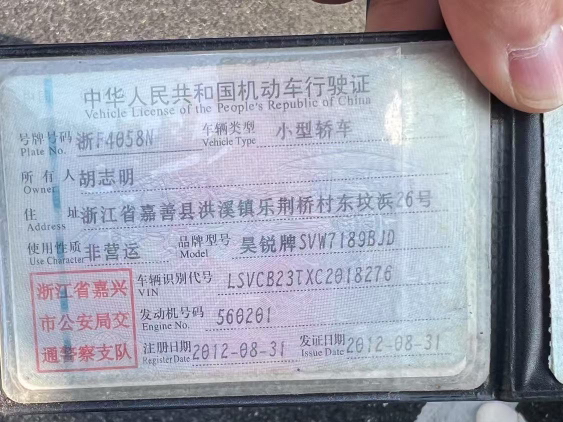 中华人民共和国机动车行驶证
Vehicle License of the People's Republic of China
号牌号码 浙F4058N 车辆类型 小型轿车
Plate No. Vehicle Type
所有人 胡志明
Owner
住址 浙江省嘉善县洪溪镇乐荆桥村东坟浜26号
Address
使用性质 非营运 品牌型号 昊锐牌SVW7189BJD
Use Character Model
浙江省嘉兴
市公安局交
通警察支队
车辆识别代号 LSVCB23TXC2018276
VIN
发动机号码 560201
Engine No.
注册日期 2012-08-31 发证日期 2012-08-31
Register Date Issue Date